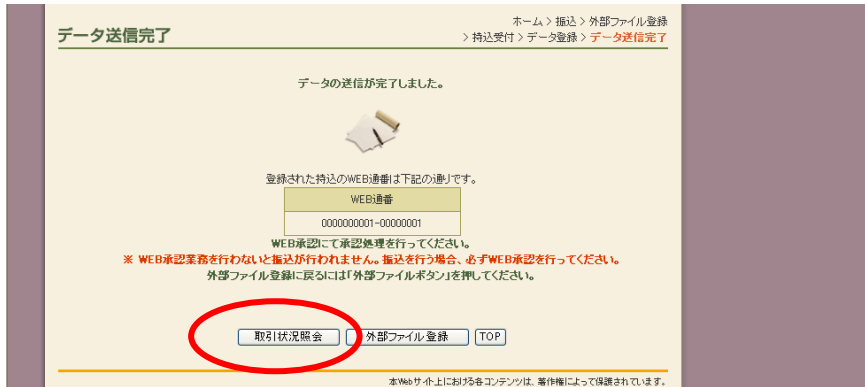 データ送信完了
ホーム > 振込 > 外部ファイル登録
> 持込受付 > データ登録 > データ送信完了
データの送信が完了しました。
登録された持込のWEB通番は下記の通りです。
WEB通番
0000000001-00000001
WEB承認にて承認処理を行ってください。
※ WEB承認業務を行わないと振込が行われません。振込を行う場合、必ずWEB承認を行ってください。
外部ファイル登録に戻るには「外部ファイルボタン」を押してください。
取引状況照会 外部ファイル登録 TOP
本Webサイト上における各コンテンツは、著作権によって保護されています。